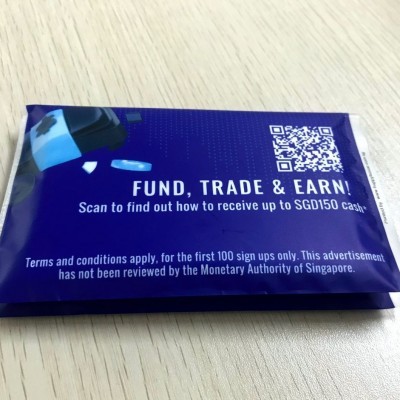 FUND, TRADE & EARN!
Scan to find out how to receive up to SGD150 cash*
Terms and conditions apply, for the first 100 sign ups only. This advertisement
has not been reviewed by the Monetary Authority of Singapore.